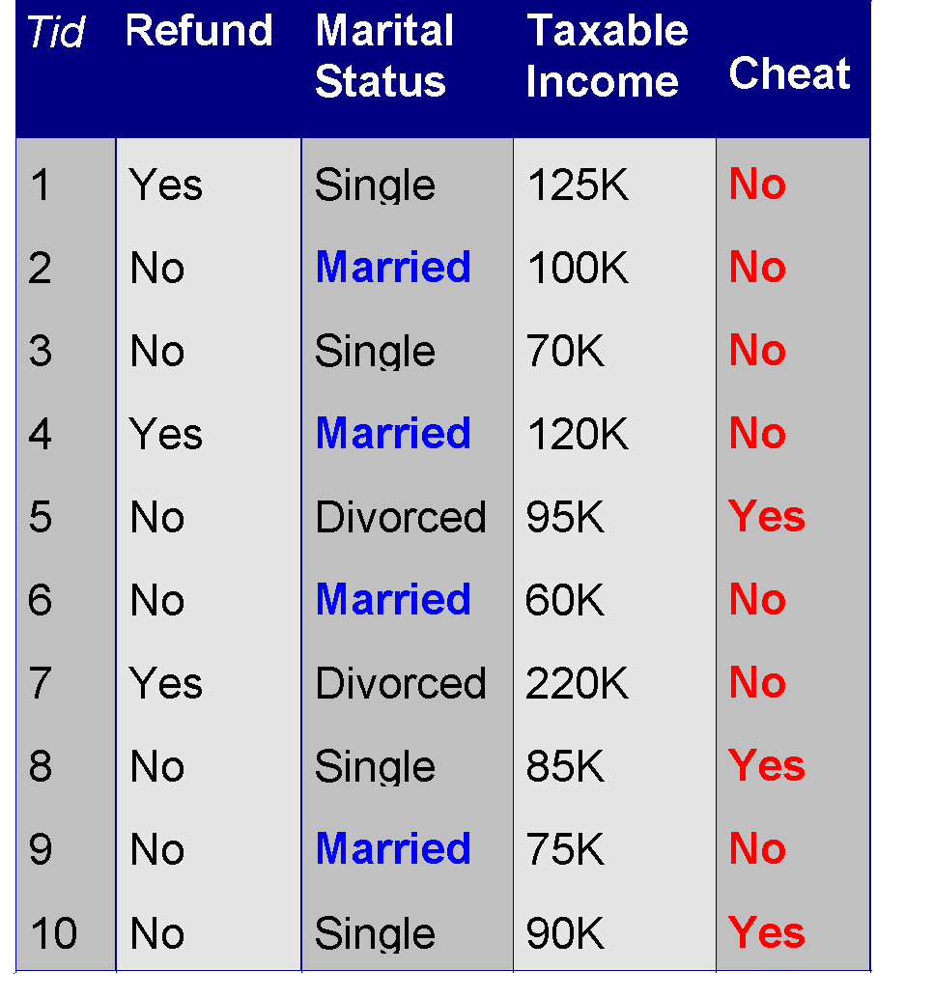 Tid Refund Marital Status Taxable Income Cheat
1 Yes Single 125K No
2 No Married 100K No
3 No Single 70K No
4 Yes Married 120K No
5 No Divorced 95K Yes
6 No Married 60K No
7 Yes Divorced 220K No
8 No Single 85K Yes
9 No Married 75K No
10 No Single 90K Yes